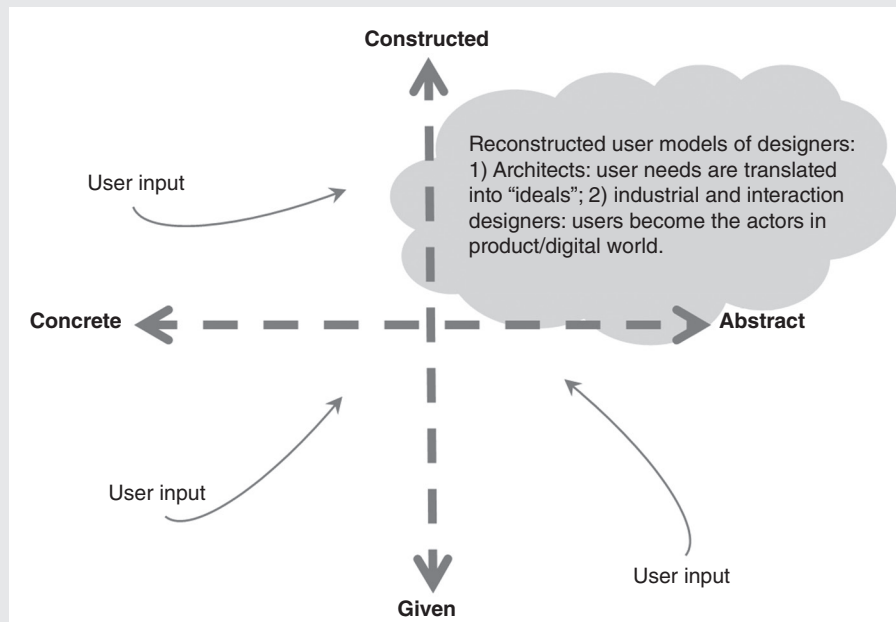 Constructed
Reconstructed user models of designers:
1) Architects: user needs are translated
into “ideals”; 2) industrial and interaction
designers: users become the actors in
product/digital world.
User input
Concrete
Abstract
User input
User input
Given